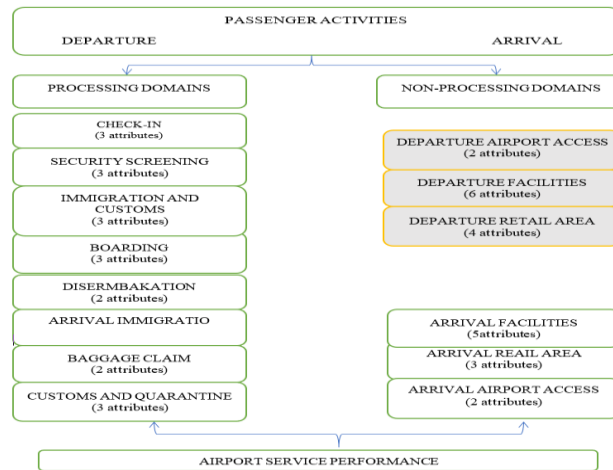 PASSENGER ACTIVITIES
DEPARTURE
ARRIVAL
PROCESSING DOMAINS
CHECK-IN
(3 attributes)
SECURITY SCREENING
(3 attributes)
IMMIGRATION AND
CUSTOMS
(3 attributes)
BOARDING
(3 attributes)
DISERMBAKATION
(2 attributes)
ARRIVAL IMMIGRATIO
BAGGAGE CLAIM
(2 attributes)
CUSTOMS AND QUARANTINE
(3 attributes)
NON-PROCESSING DOMAINS
DEPARTURE AIRPORT ACCESS
(2 attributes)
DEPARTURE FACILITIES
(6 attributes)
DEPARTURE RETAIL AREA
(4 attributes)
ARRIVAL FACILITIES
(5attributes)
ARRIVAL REAIL AREA
(3 attributes)
ARRIVAL AIRPORT ACCESS
(2 attributes)
AIRPORT SERVICE PERFORMANCE